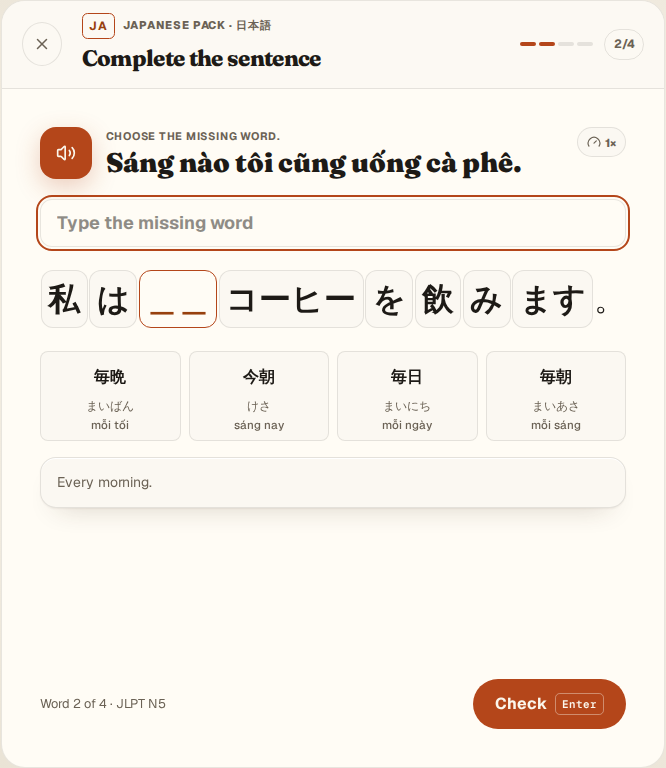 JA JAPANESE PACK · 日本語
Complete the sentence
2/4
CHOOSE THE MISSING WORD.
Sáng nào tôi cũng uống cà phê.
1×
Type the missing word
私は__コーヒーを飲みます。
毎晩 今朝 毎日 毎朝
まいばん けさ まいにち まいあさ
mỗi tối sáng nay mỗi ngày mỗi sáng
Every morning.
Word 2 of 4 · JLPT N5
Check Enter